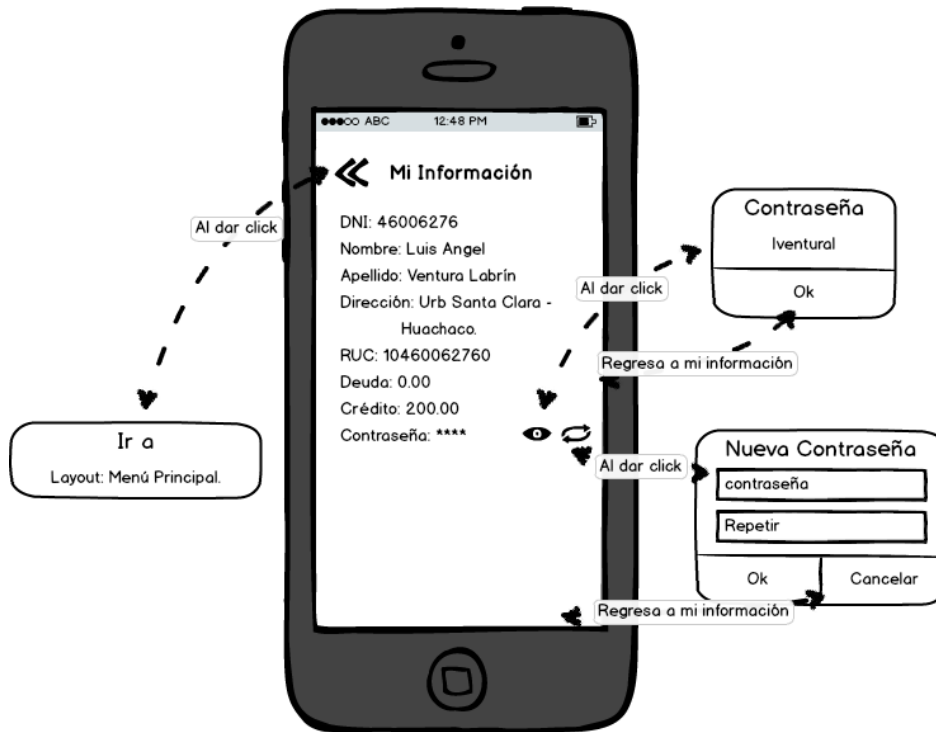 ABC 12:48 PM
Mi Información
DNI: 46006276
Nombre: Luis Angel
Apellido: Ventura Labrín
Dirección: Urb Santa Clara -
Huachaco.
RUC: 10460062760
Deuda: 0.00
Crédito: 200.00
Contraseña: ****
Al dar click
Ir a
Layout: Menú Principal.
Al dar click
Contraseña
lventural
Ok
Regresa a mi información
Al dar click
Nueva Contraseña
contraseña
Repetir
Ok Cancelar
Regresa a mi información